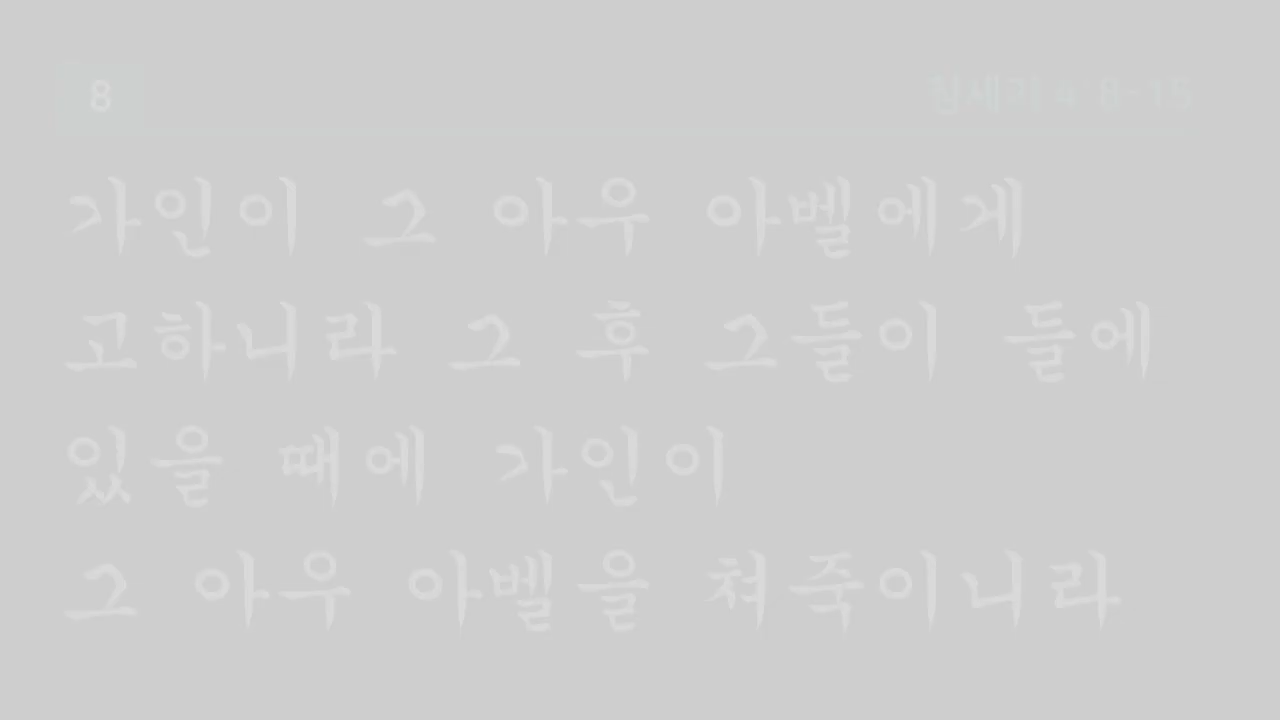 8
창세기 4:8-15
가인이 그 아우 아벨에게
고하니라 그 후 그들이 들에
있을 때에 가인이
그 아우 아벨을 쳐죽이니라